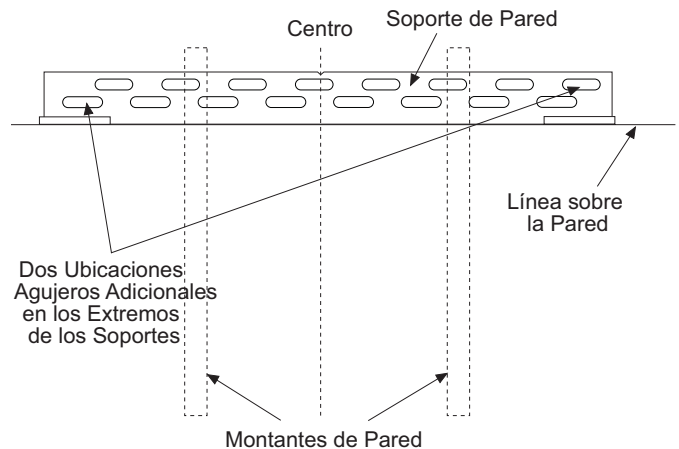 Soporte de Pared
Centro
Línea sobre
la Pared
Dos Ubicaciones
Agujeros Adicionales
en los Extremos
de los Soportes
Montantes de Pared